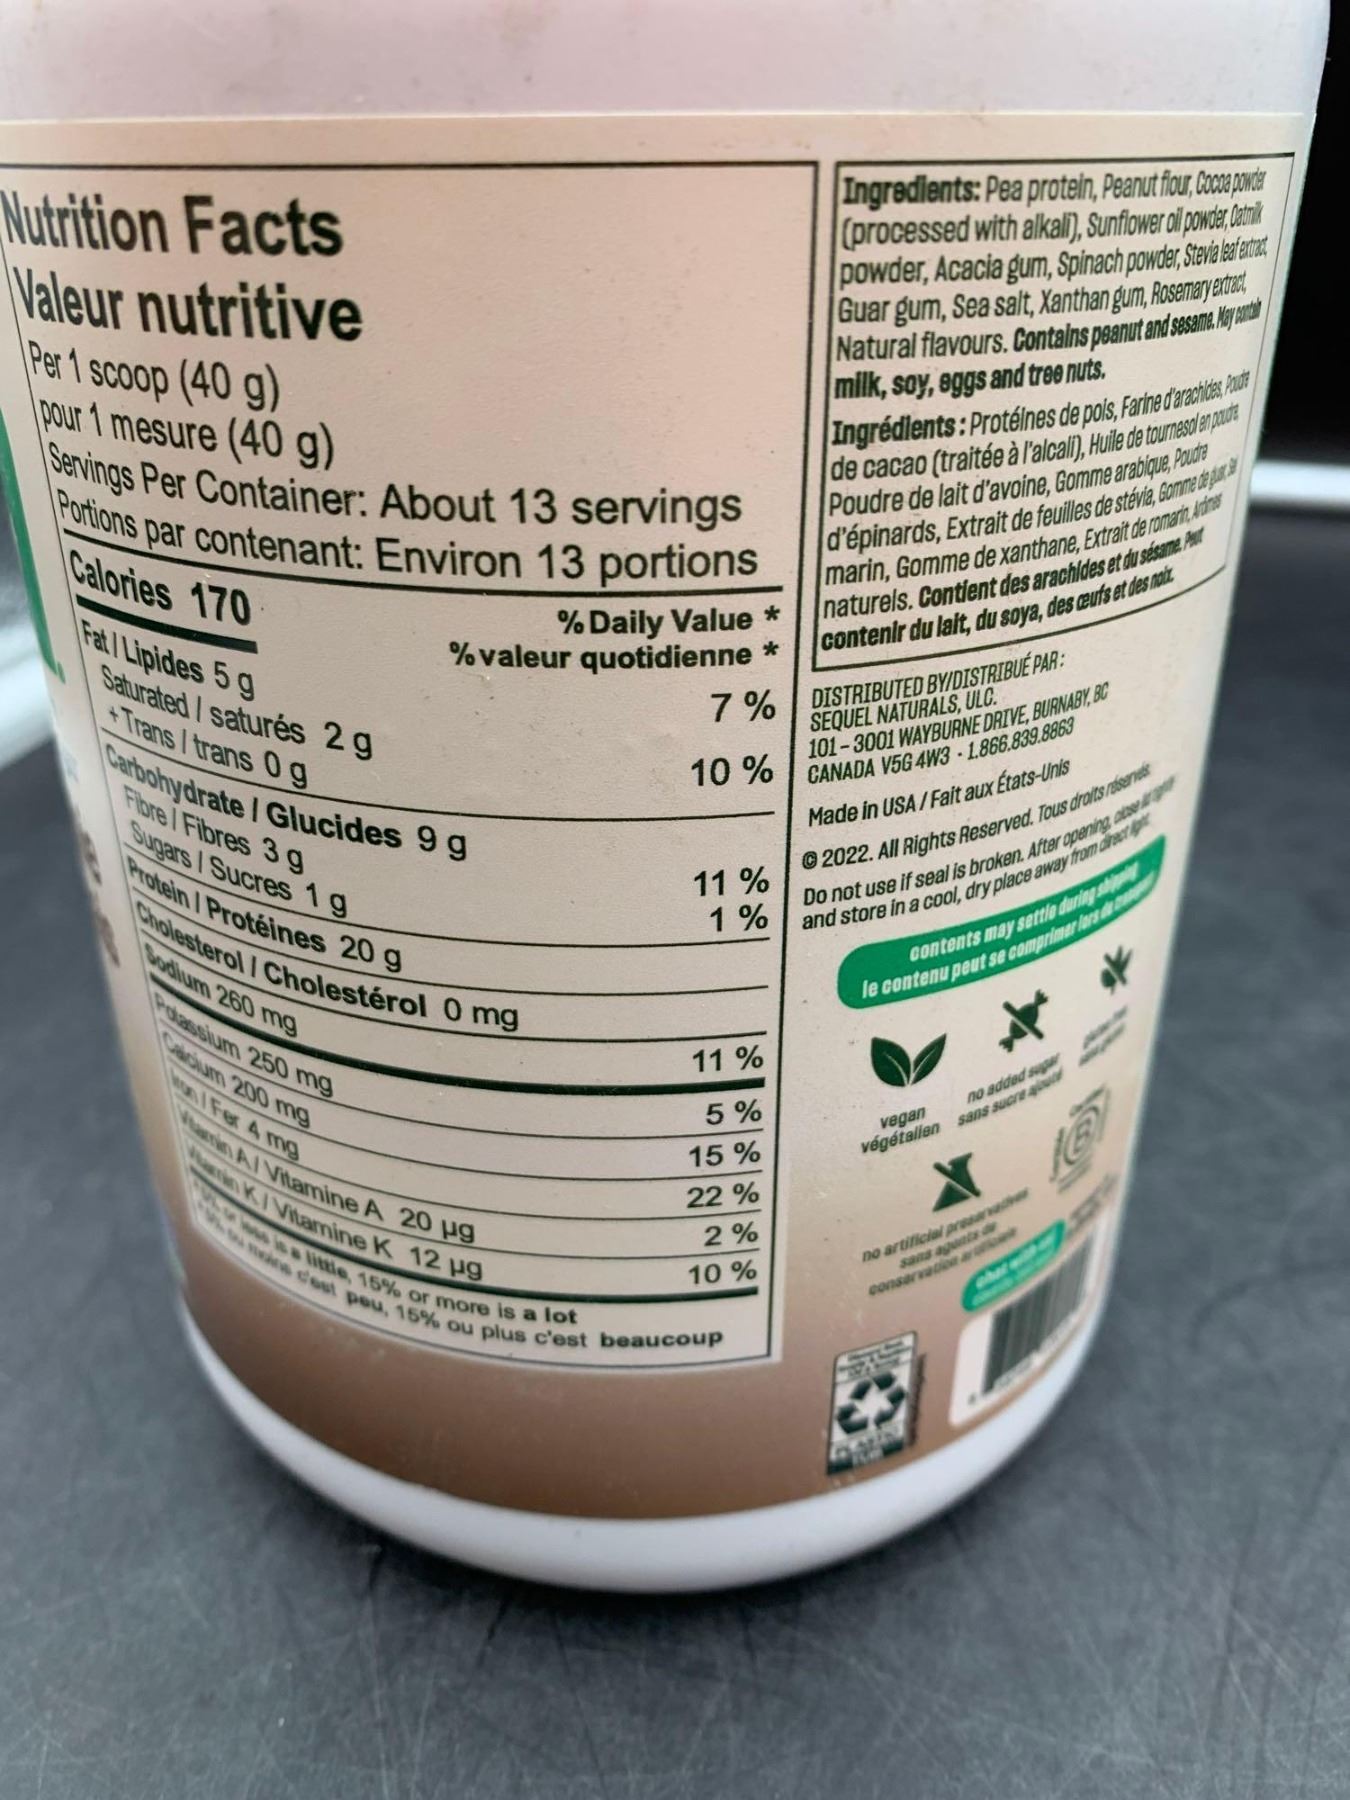 Nutrition Facts
Valeur nutritive
Per 1 scoop (40 g)
pour 1 mesure (40 g)
Servings Per Container: About 13 servings
Portions par contenant: Environ 13 portions
Calories 170
% Daily Value *
% valeur quotidienne *
Fat / Lipides 5 g 7 %
Saturated / saturés 2 g
+ Trans / trans 0 g 10 %
Carbohydrate / Glucides 9 g
Fibre / Fibres 3 g 11 %
Sugars / Sucres 1 g 1 %
Protein / Protéines 20 g
Cholesterol / Cholestérol 0 mg
Sodium 260 mg 11 %
Potassium 250 mg 5 %
Calcium 200 mg 15 %
Iron / Fer 4 mg 22 %
Vitamin A / Vitamine A 20 µg 2 %
Vitamin K / Vitamine K 12 µg 10 %
*5% or less is a little, 15% or more is a lot
*5% ou moins c'est peu, 15% ou plus c'est beaucoup
Ingredients: Pea protein, Peanut flour, Cocoa powder
(processed with alkali), Sunflower oil powder, Oatmilk
powder, Acacia gum, Spinach powder, Stevia leaf extract,
Guar gum, Sea salt, Xanthan gum, Rosemary extract,
Natural flavours. Contains peanut and sesame. May contain
milk, soy, eggs and tree nuts.
Ingrédients : Protéines de pois, Farine d'arachides, Poudre
de cacao (traitée à l'alcali), Huile de tournesol en poudre,
Poudre de lait d'avoine, Gomme arabique, Poudre
d'épinards, Extrait de feuilles de stévia, Gomme de guar, Sel
marin, Gomme de xanthane, Extrait de romarin, Arômes
naturels. Contient des arachides et du sésame. Peut
contenir du lait, du soya, des œufs et des noix.
DISTRIBUTED BY/DISTRIBUÉ PAR :
SEQUEL NATURALS, ULC.
101 - 3001 WAYBURNE DRIVE, BURNABY, BC
CANADA V5G 4W3 · 1.866.839.8863
Made in USA / Fait aux États-Unis
© 2022. All Rights Reserved. Tous droits réservés.
Do not use if seal is broken. After opening, close lid tightly
and store in a cool, dry place away from direct light.
contents may settle during shipping
le contenu peut se comprimer lors du transport
vegan
végétalien
no added sugar
sans sucre ajouté
gluten free
sans gluten
B
no artificial preservatives
sans agents de
conservation artificiels
chat with us